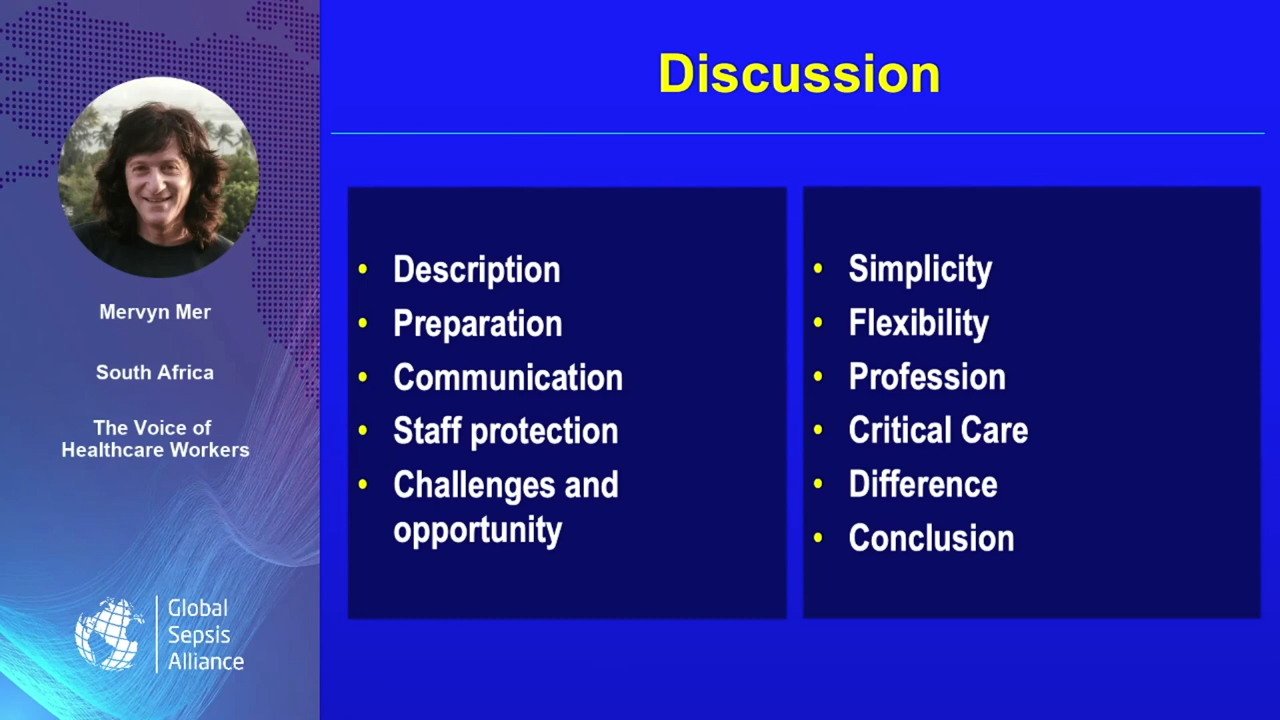 Mervyn Mer
South Africa
The Voice of
Healthcare Workers
Global
Sepsis
Alliance
Discussion
• Description
• Preparation
• Communication
• Staff protection
• Challenges and
opportunity
• Simplicity
• Flexibility
• Profession
• Critical Care
• Difference
• Conclusion